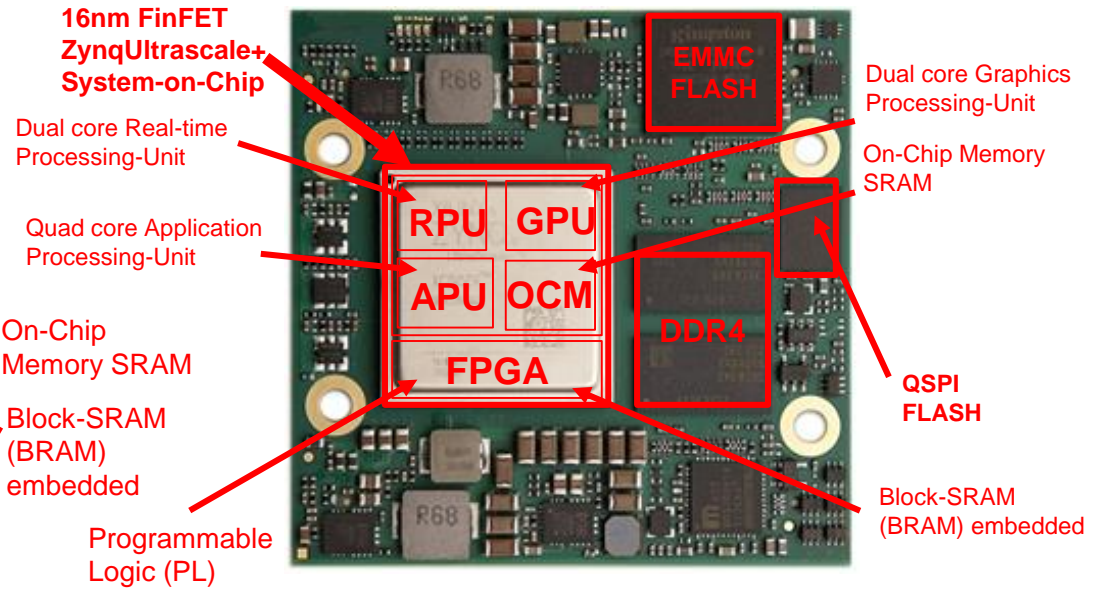 16nm FinFET
ZynqUltrascale+
System-on-Chip
Dual core Real-time
Processing-Unit
Quad core Application
Processing-Unit
On-Chip
Memory SRAM
Block-SRAM
(BRAM)
embedded
Programmable
Logic (PL)
R68
EMMC
FLASH
RPU
GPU
APU
OCM
FPGA
DDR4
R68
Dual core Graphics
Processing-Unit
On-Chip Memory
SRAM
QSPI
FLASH
Block-SRAM
(BRAM) embedded